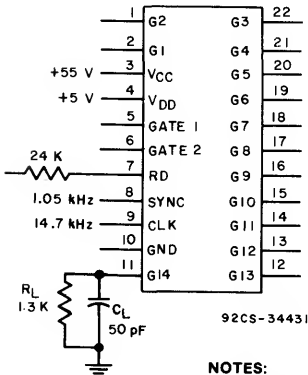 1 G2 G3 22
2 G1 G4 21
+55 V 3 VCC G5 20
+5 V 4 VDD G6 19
5 GATE 1 G7 18
6 GATE 2 G8 17
24 K 7 RD G9 16
1.05 kHz 8 SYNC G10 15
14.7 kHz 9 CLK G11 14
10 GND G12 13
11 G14 G13 12
RL
1.3 K
CL
50 pF
92CS-34431
NOTES: